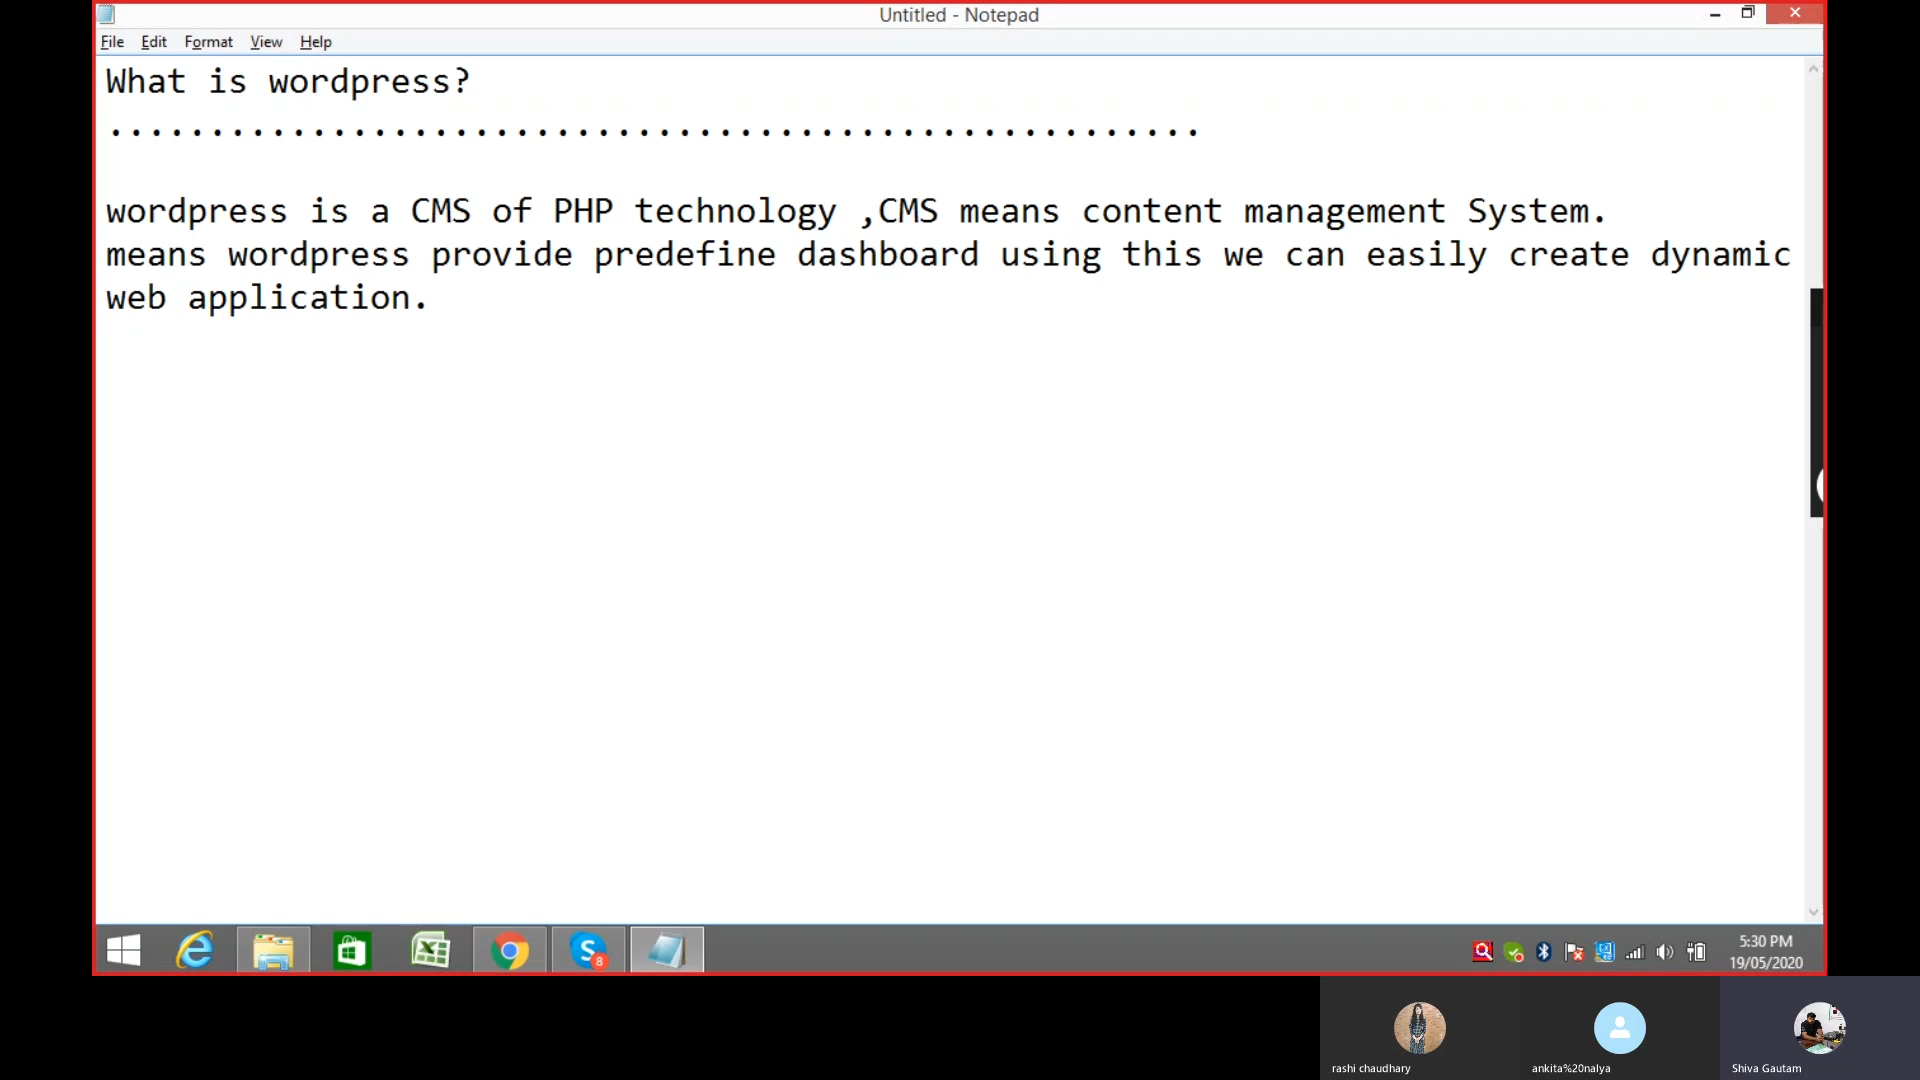 Untitled - Notepad
File Edit Format View Help
What is wordpress?
......................................................
wordpress is a CMS of PHP technology ,CMS means content management System.
means wordpress provide predefine dashboard using this we can easily create dynamic
web application.
S 8
5:30 PM
19/05/2020
rashi chaudhary
ankita%20nalya
Shiva Gautam